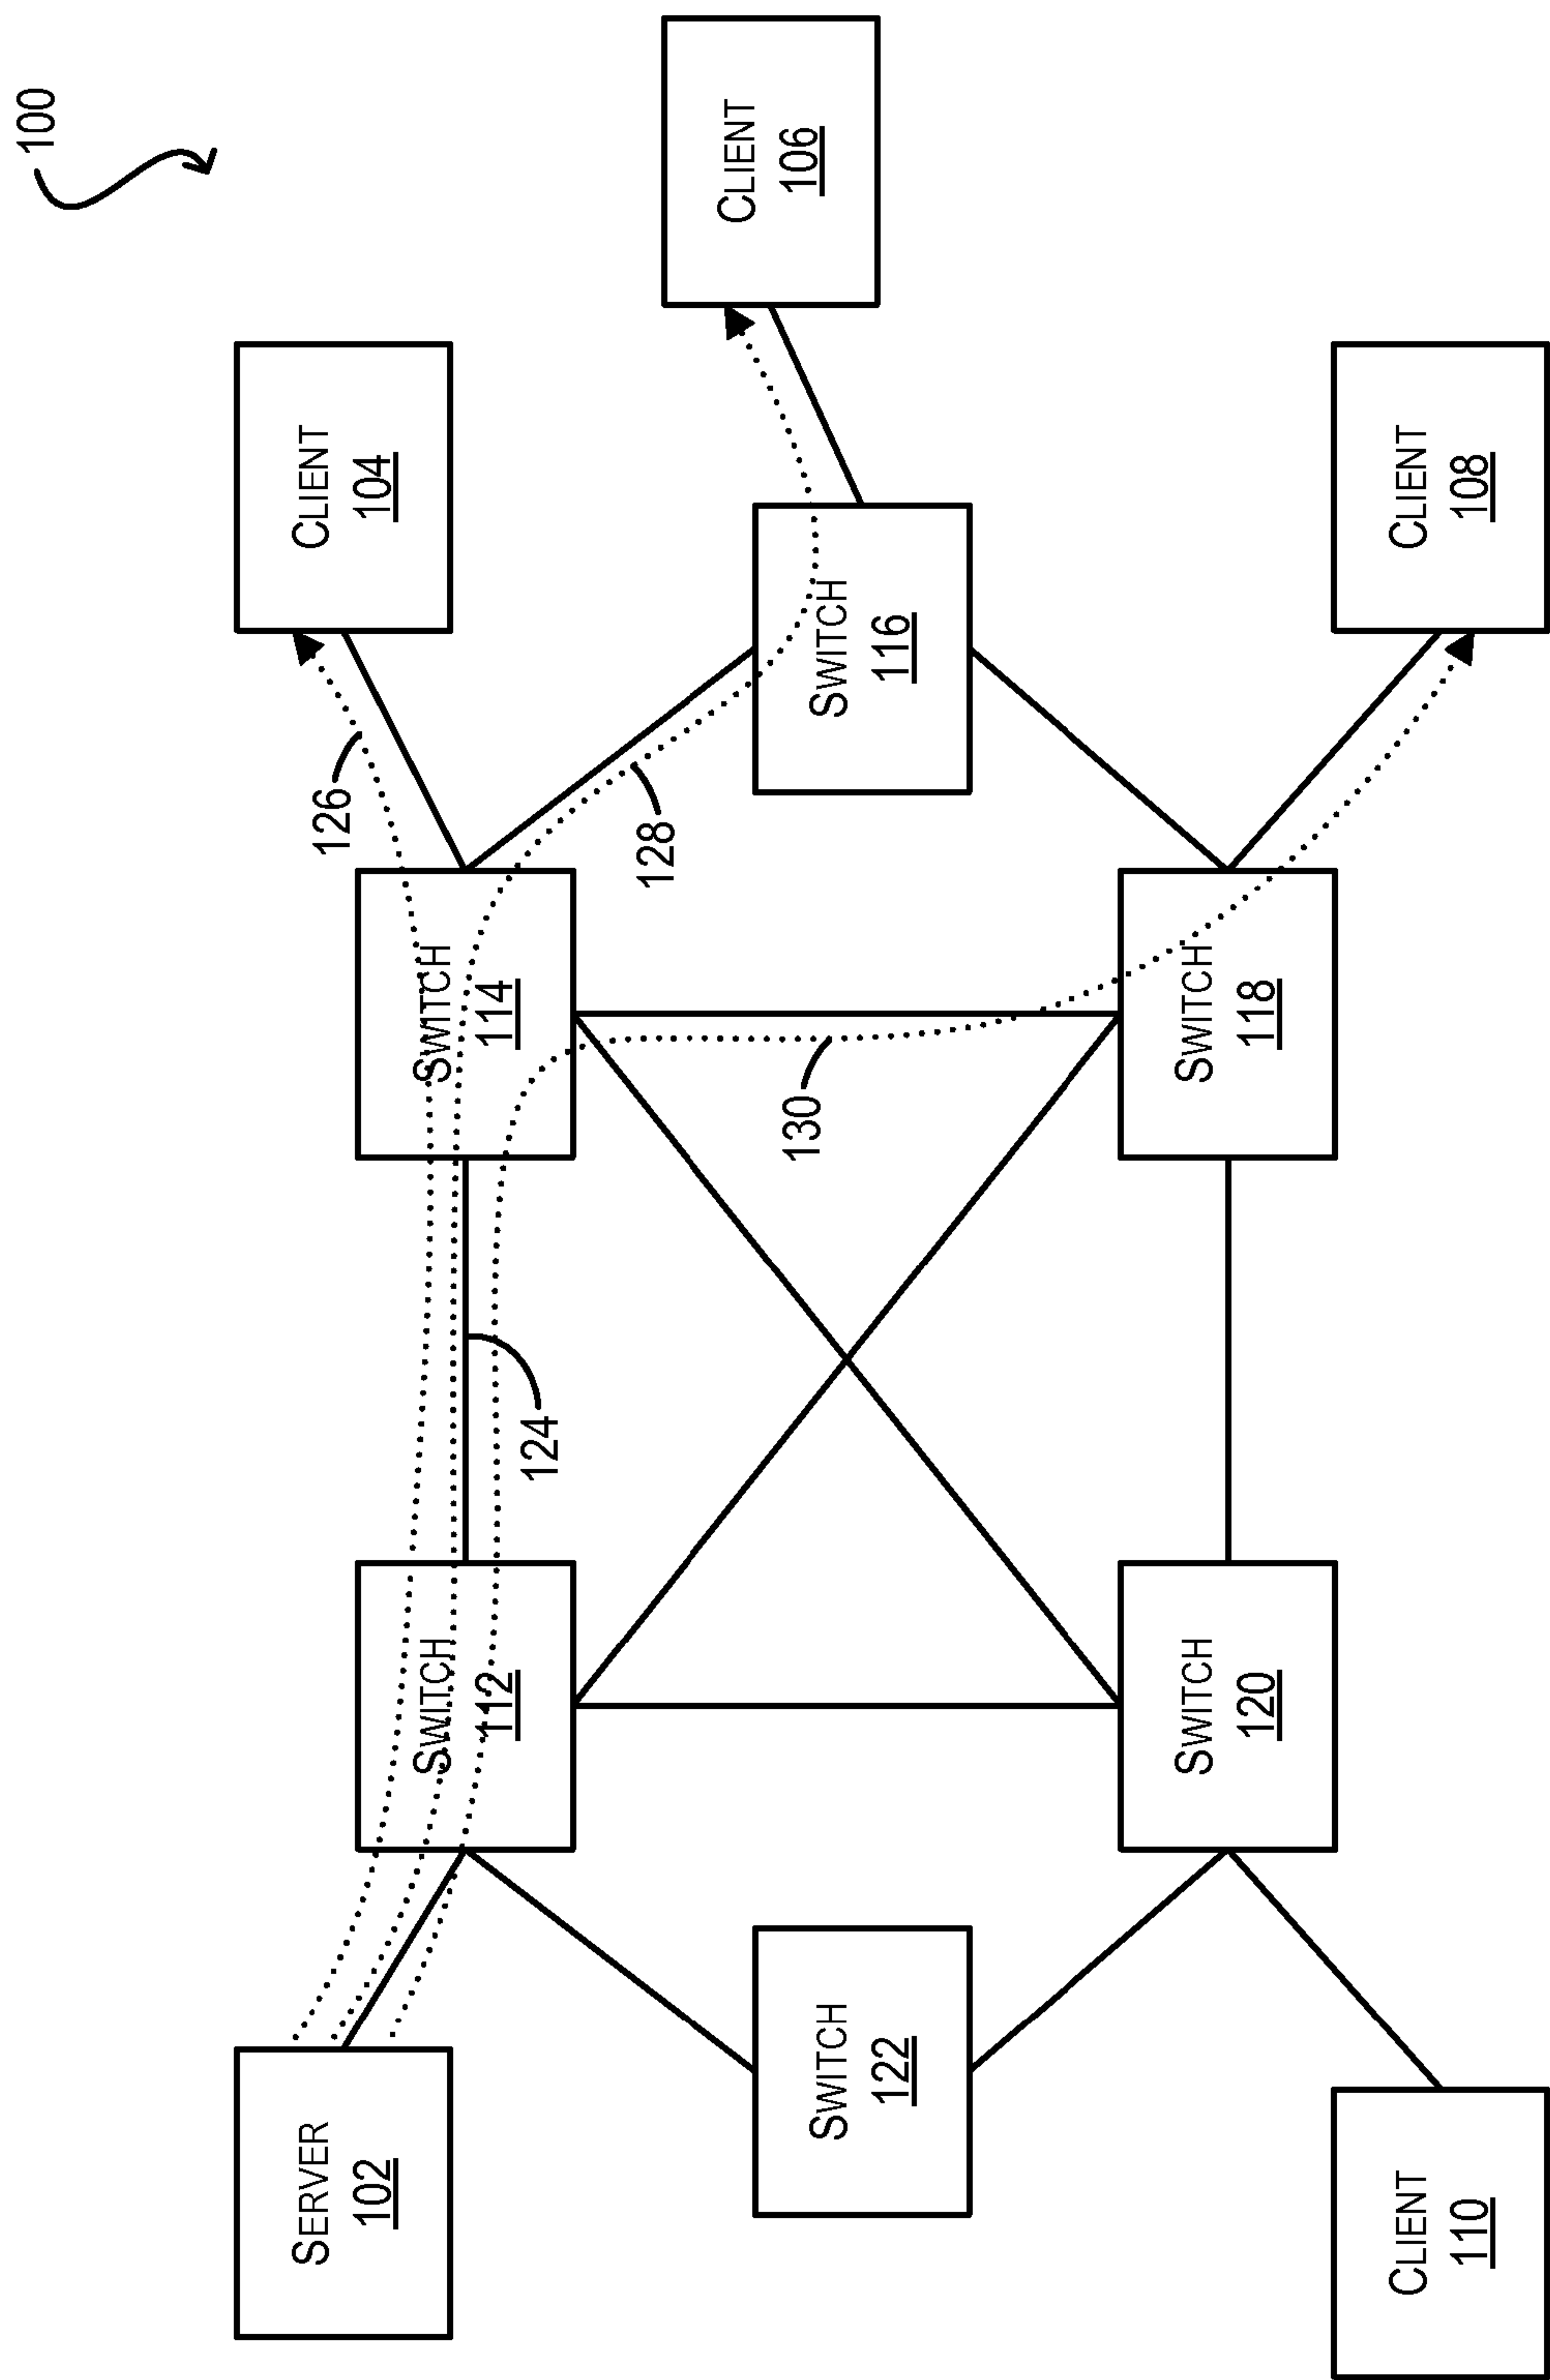 100
SERVER
102
SWITCH
112
SWITCH
114
126
CLIENT
104
124
128
SWITCH
122
130
SWITCH
116
CLIENT
106
SWITCH
120
SWITCH
118
CLIENT
110
CLIENT
108